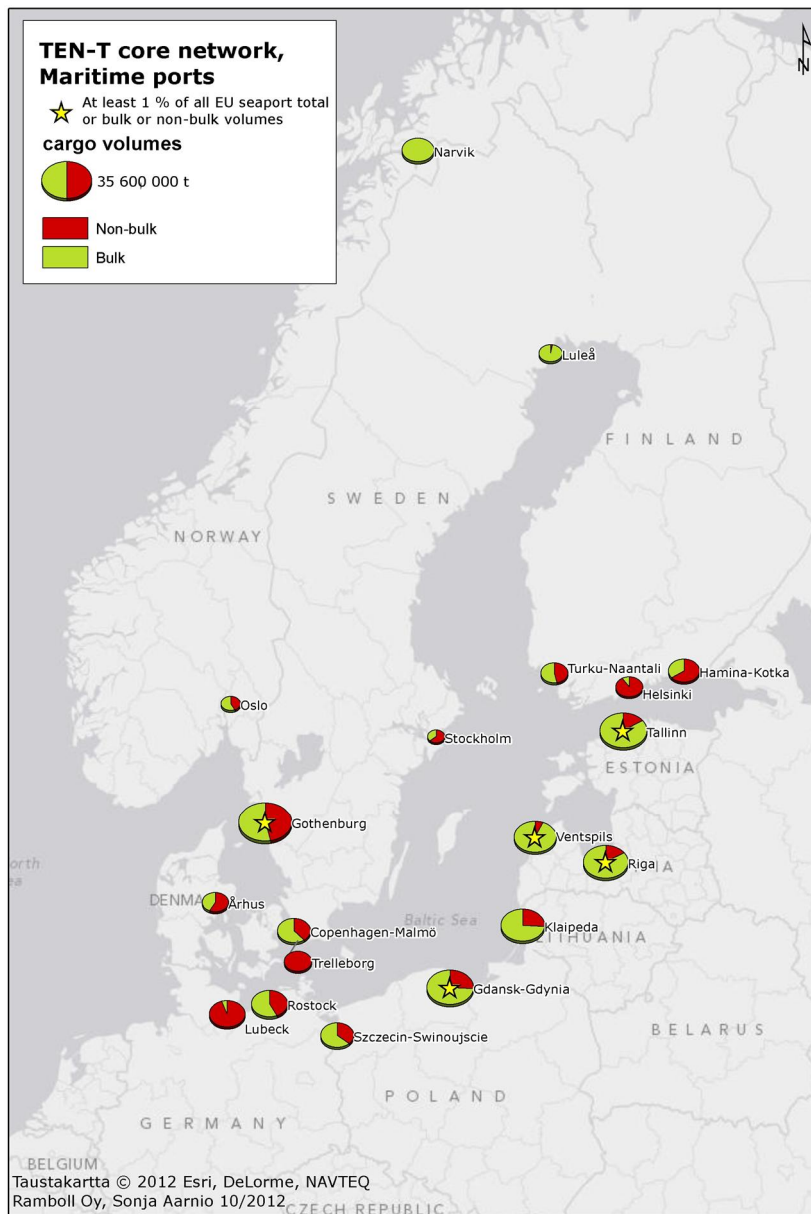 TEN-T core network,
Maritime ports
At least 1 % of all EU seaport total
or bulk or non-bulk volumes
cargo volumes
35 600 000 t
Non-bulk
Bulk
N
Narvik
Luleå
FINLAND
SWEDEN
NORWAY
Turku-Naantali
Hamina-Kotka
Helsinki
Oslo
Stockholm
Tallinn
ESTONIA
Gothenburg
Ventspils
Riga
Århus
Baltic Sea
Klaipeda
LITHUANIA
Copenhagen-Malmö
Trelleborg
Gdansk-Gdynia
Rostock
Lubeck
Szczecin-Swinoujscie
BELARUS
POLAND
GERMANY
BELGIUM
Taustakartta © 2012 Esri, DeLorme, NAVTEQ
Ramboll Oy, Sonja Aarnio 10/2012
CZECH REPUBLIC